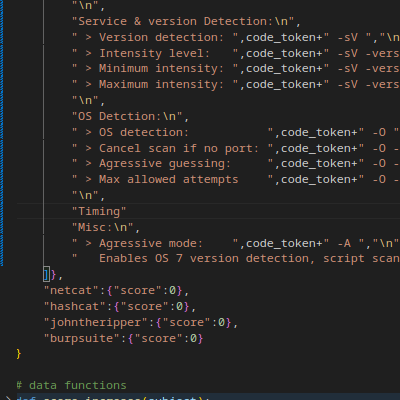 "\n",
"Service & version Detection:\n",
" > Version detection: ",code_token+" -sV ","\n
" > Intensity level:   ",code_token+" -sV -vers
" > Minimum intensity: ",code_token+" -sV -vers
" > Maximum intensity: ",code_token+" -sV -vers
"\n",
"OS Detction:\n",
" > OS detection:           ",code_token+" -O "
" > Cancel scan if no port: ",code_token+" -O -
" > Agressive guessing:     ",code_token+" -O -
" > Max allowed attempts    ",code_token+" -O -
"\n",
"Timing"
"Misc:\n",
" > Agressive mode:    ",code_token+" -A ","\n"
"   Enables OS 7 version detection, script scan
]},
"netcat":{"score":0},
"hashcat":{"score":0},
"johntheripper":{"score":0},
"burpsuite":{"score":0}
}
# data functions